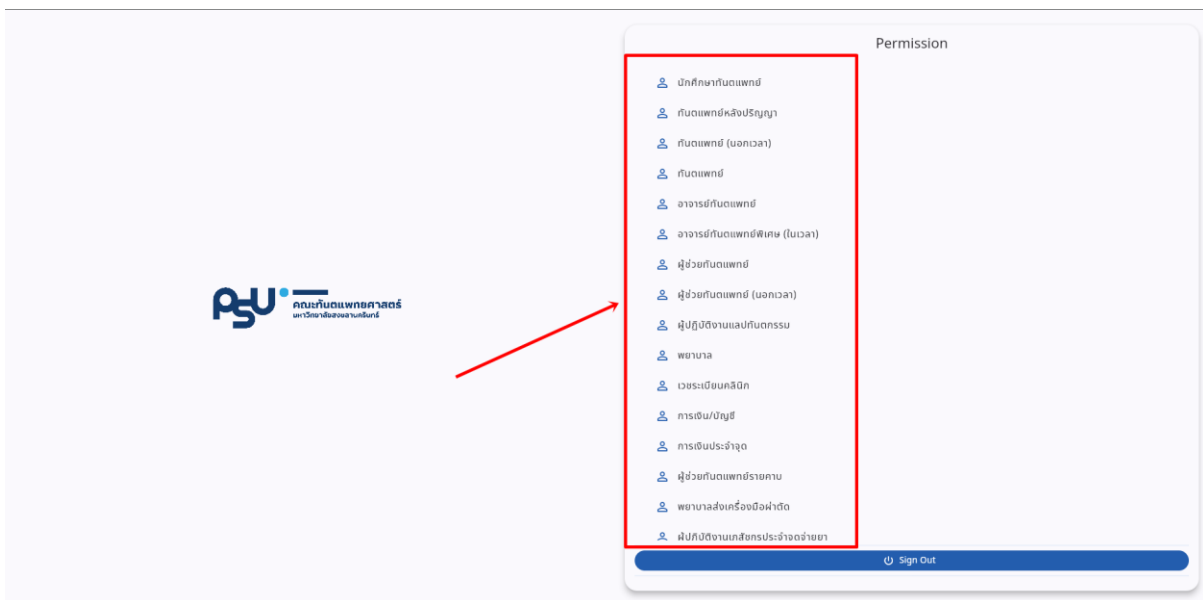 Permission
นักศึกษาทันตแพทย์
ทันตแพทย์หลังปริญญา
ทันตแพทย์ (นอกเวลา)
ทันตแพทย์
อาจารย์ทันตแพทย์
อาจารย์ทันตแพทย์พิเศษ (ในเวลา)
ผู้ช่วยทันตแพทย์
ผู้ช่วยทันตแพทย์ (นอกเวลา)
ผู้ปฏิบัติงานแลปทันตกรรม
พยาบาล
เวชระเบียนคลินิก
การเงิน/บัญชี
การเงินประจำจุด
ผู้ช่วยทันตแพทย์รายคาบ
พยาบาลส่งเครื่องมือผ่าตัด
ผู้ปฏิบัติงานเภสัชกรประจำจุดจ่ายยา
Sign Out
PSU
คณะทันตแพทยศาสตร์
มหาวิทยาลัยสงขลานครินทร์